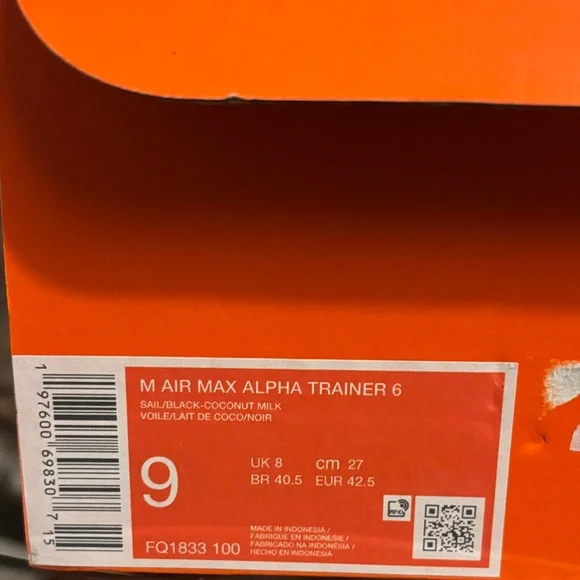 M AIR MAX ALPHA TRAINER 6
SAIL/BLACK-COCONUT MILK
VOILE/LAIT DE COCO/NOIR
9
UK 8 cm 27
BR 40.5 EUR 42.5
RFID
FQ1833 100
MADE IN INDONESIA /
FABRIQUE EN INDONESIE /
FABRICADO NA INDONÉSIA /
HECHO EN INDONESIA
1 97600 69830 7 15